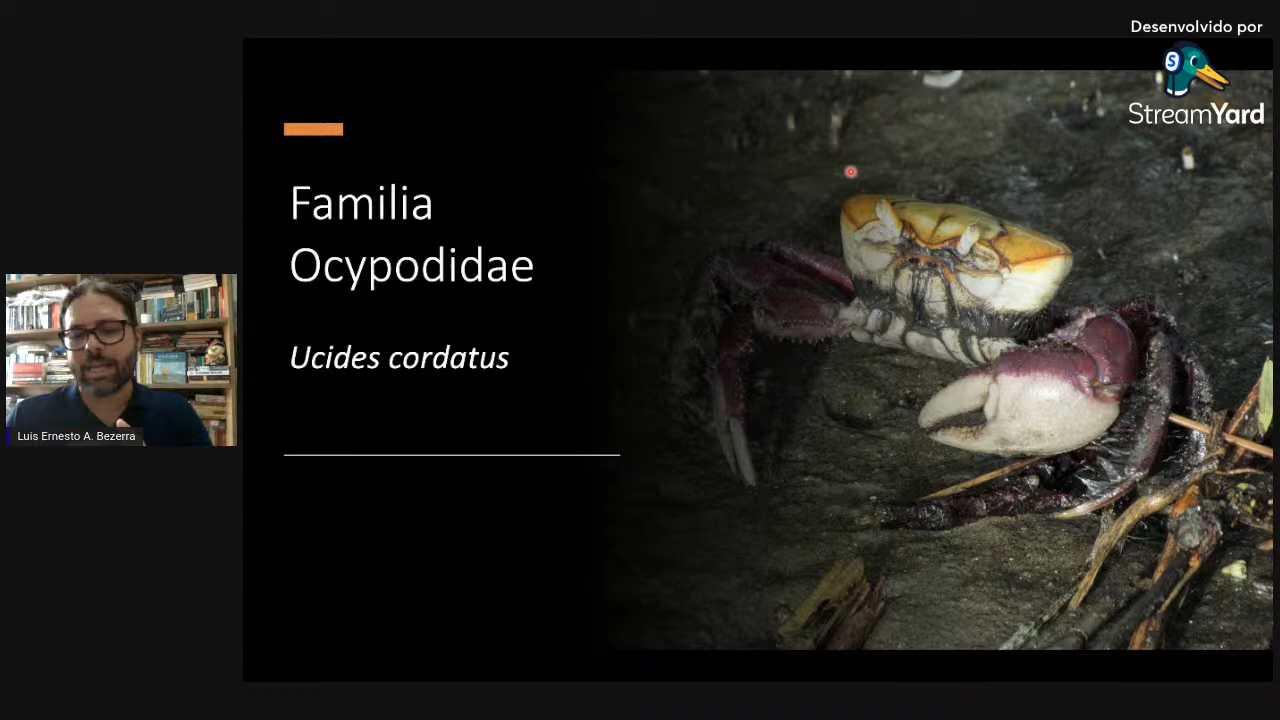 Desenvolvido por
StreamYard
Familia
Ocypodidae
Ucides cordatus
Luis Ernesto A. Bezerra